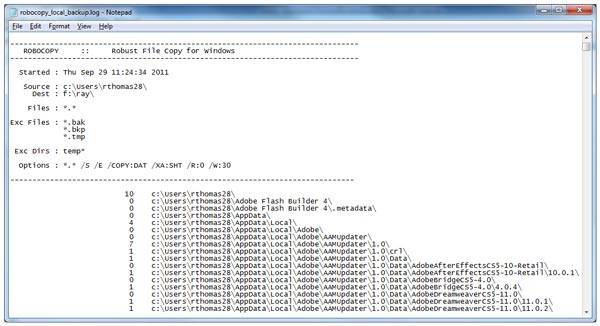 robocopy_local_backup.log - Notepad
File Edit Format View Help
-------------------------------------------------------------------------------
ROBOCOPY :: Robust File Copy for Windows
-------------------------------------------------------------------------------
Started : Thu Sep 29 11:24:34 2011
Source : c:\Users\rthomas28\
Dest : f:\ray\
Files : *.*
Exc Files : *.bak
*.bkp
*.tmp
Exc Dirs : temp*
Options : *.* /S /E /COPY:DAT /XA:SHT /R:0 /W:30
------------------------------------------------------------------------------
10 c:\Users\rthomas28\
0 c:\Users\rthomas28\Adobe Flash Builder 4\
0 c:\Users\rthomas28\Adobe Flash Builder 4\.metadata\
0 c:\Users\rthomas28\AppData\
4 c:\Users\rthomas28\AppData\Local\
0 c:\Users\rthomas28\AppData\Local\Adobe\
0 c:\Users\rthomas28\AppData\Local\Adobe\AAMUpdater\
7 c:\Users\rthomas28\AppData\Local\Adobe\AAMUpdater\1.0\
1 c:\Users\rthomas28\AppData\Local\Adobe\AAMUpdater\1.0\crl\
1 c:\Users\rthomas28\AppData\Local\Adobe\AAMUpdater\1.0\Data\
0 c:\Users\rthomas28\AppData\Local\Adobe\AAMUpdater\1.0\Data\AdobeAfterEffectsCS5-10-Retail\
1 c:\Users\rthomas28\AppData\Local\Adobe\AAMUpdater\1.0\Data\AdobeAfterEffectsCS5-10-Retail\10.0.1\
0 c:\Users\rthomas28\AppData\Local\Adobe\AAMUpdater\1.0\Data\AdobeBridgeCS5-4.0\
1 c:\Users\rthomas28\AppData\Local\Adobe\AAMUpdater\1.0\Data\AdobeBridgeCS5-4.0\4.0.4\
0 c:\Users\rthomas28\AppData\Local\Adobe\AAMUpdater\1.0\Data\AdobeDreamweaverCS5-11.0\
1 c:\Users\rthomas28\AppData\Local\Adobe\AAMUpdater\1.0\Data\AdobeDreamweaverCS5-11.0\11.0.1\
1 c:\Users\rthomas28\AppData\Local\Adobe\AAMUpdater\1.0\Data\AdobeDreamweaverCS5-11.0\11.0.2\